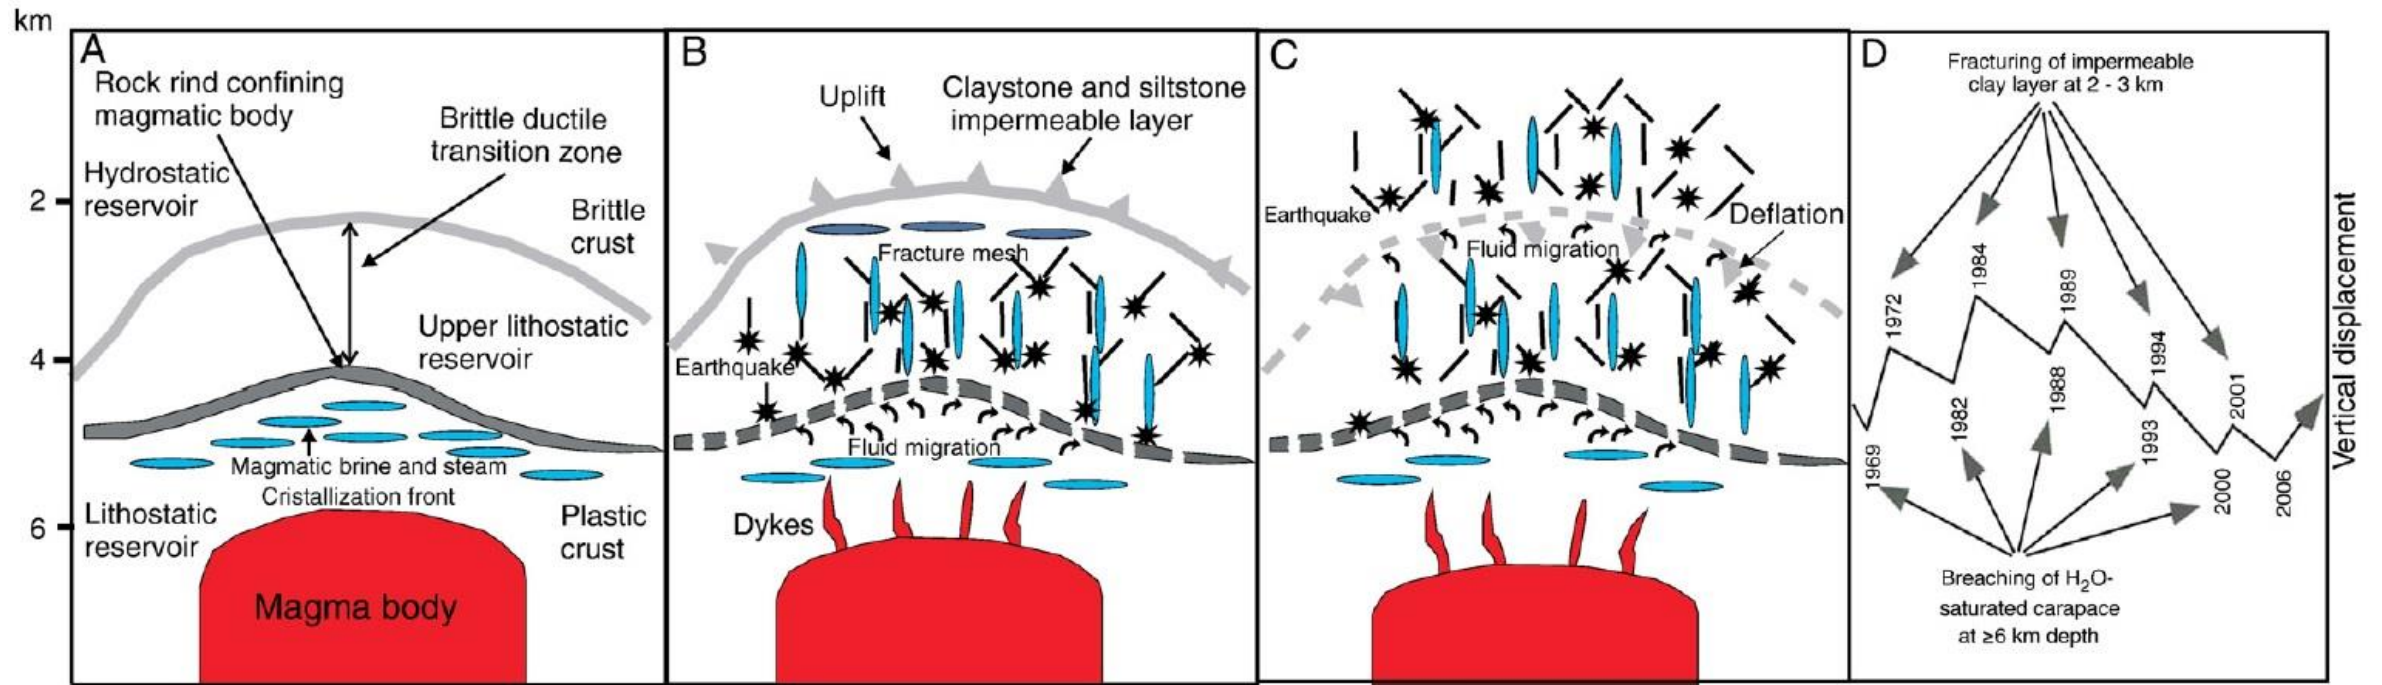 km
2
4
6
A
Rock rind confining
magmatic body
Brittle ductile
transition zone
Hydrostatic
reservoir
Brittle
crust
Upper lithostatic
reservoir
Magmatic brine and steam
Cristallization front
Lithostatic
reservoir
Plastic
crust
Magma body
B
Uplift
Claystone and siltstone
impermeable layer
Fracture mesh
Earthquake
Fluid migration
Dykes
C
Earthquake
Deflation
Fluid migration
D
Fracturing of impermeable
clay layer at 2 - 3 km
1969
1972
1982
1984
1988
1989
1993
1994
2000
2001
2006
Breaching of H₂O-
saturated carapace
at ≥6 km depth
Vertical displacement